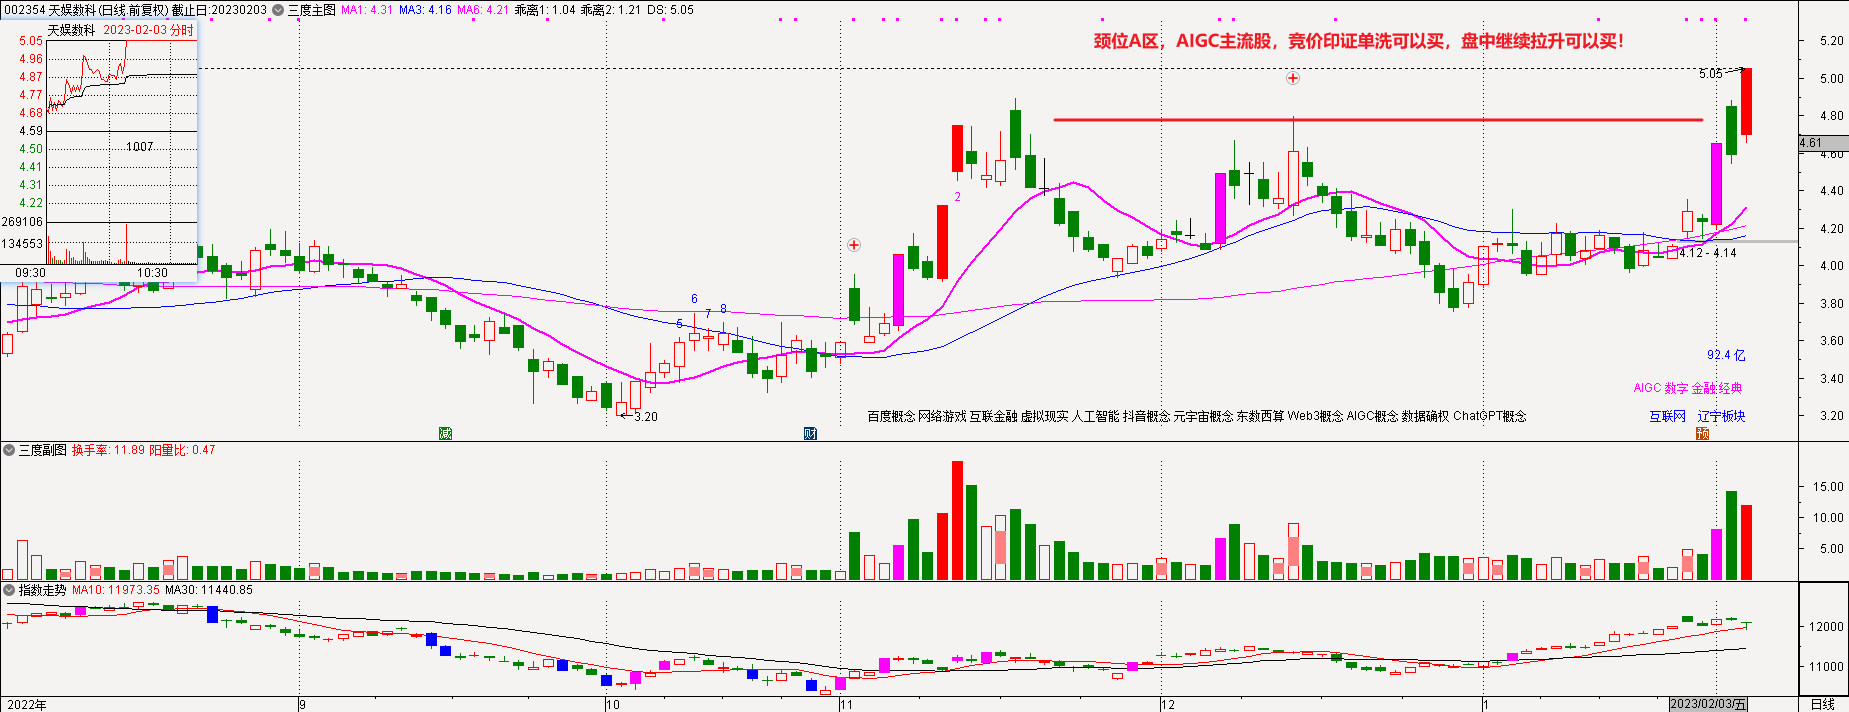 002354 天娱数科(日线.前复权) 截止日:20230203 三度主图 MA1: 4.31 MA3: 4.16 MA6: 4.21 乖离1: 1.04 乖离2: 1.21 DS: 5.05
天娱数科 2023-02-03 分时
5.05
4.96
4.87
4.77
4.68
4.59
4.50
4.41
4.31
4.22
269106
134553
1007
09:30 10:30
颈位A区，AIGC主流股，竞价印证单洗可以买，盘中继续拉升可以买！
5.05
2
5 6 7 8
3.20
4.12 - 4.14
92.4 亿
AIGC 数字 金融 经典
百度概念 网络游戏 互联金融 虚拟现实 人工智能 抖音概念 元宇宙概念 东数西算 Web3概念 AIGC概念 数据确权 ChatGPT概念
互联网 辽宁板块
减 财 预
5.20
5.00
4.80
4.61
4.60
4.40
4.20
4.00
3.80
3.60
3.40
3.20
三度副图 换手率: 11.89 阳量比: 0.47
15.00
10.00
5.00
指数走势 MA10: 11973.35 MA30: 11440.85
12000
11000
2022年 9 10 11 12 1 2023/02/03/五 日线